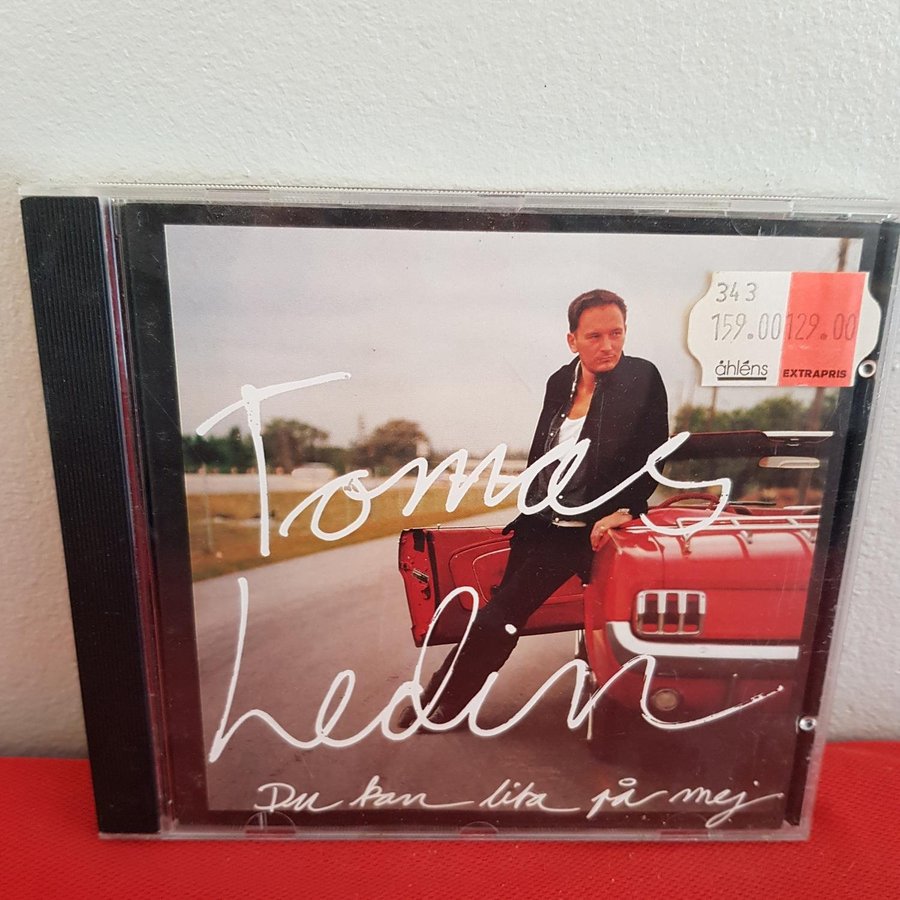 343
159.00 129.00
åhléns EXTRAPRIS
Tomas
Ledin
Du kan lita på mej